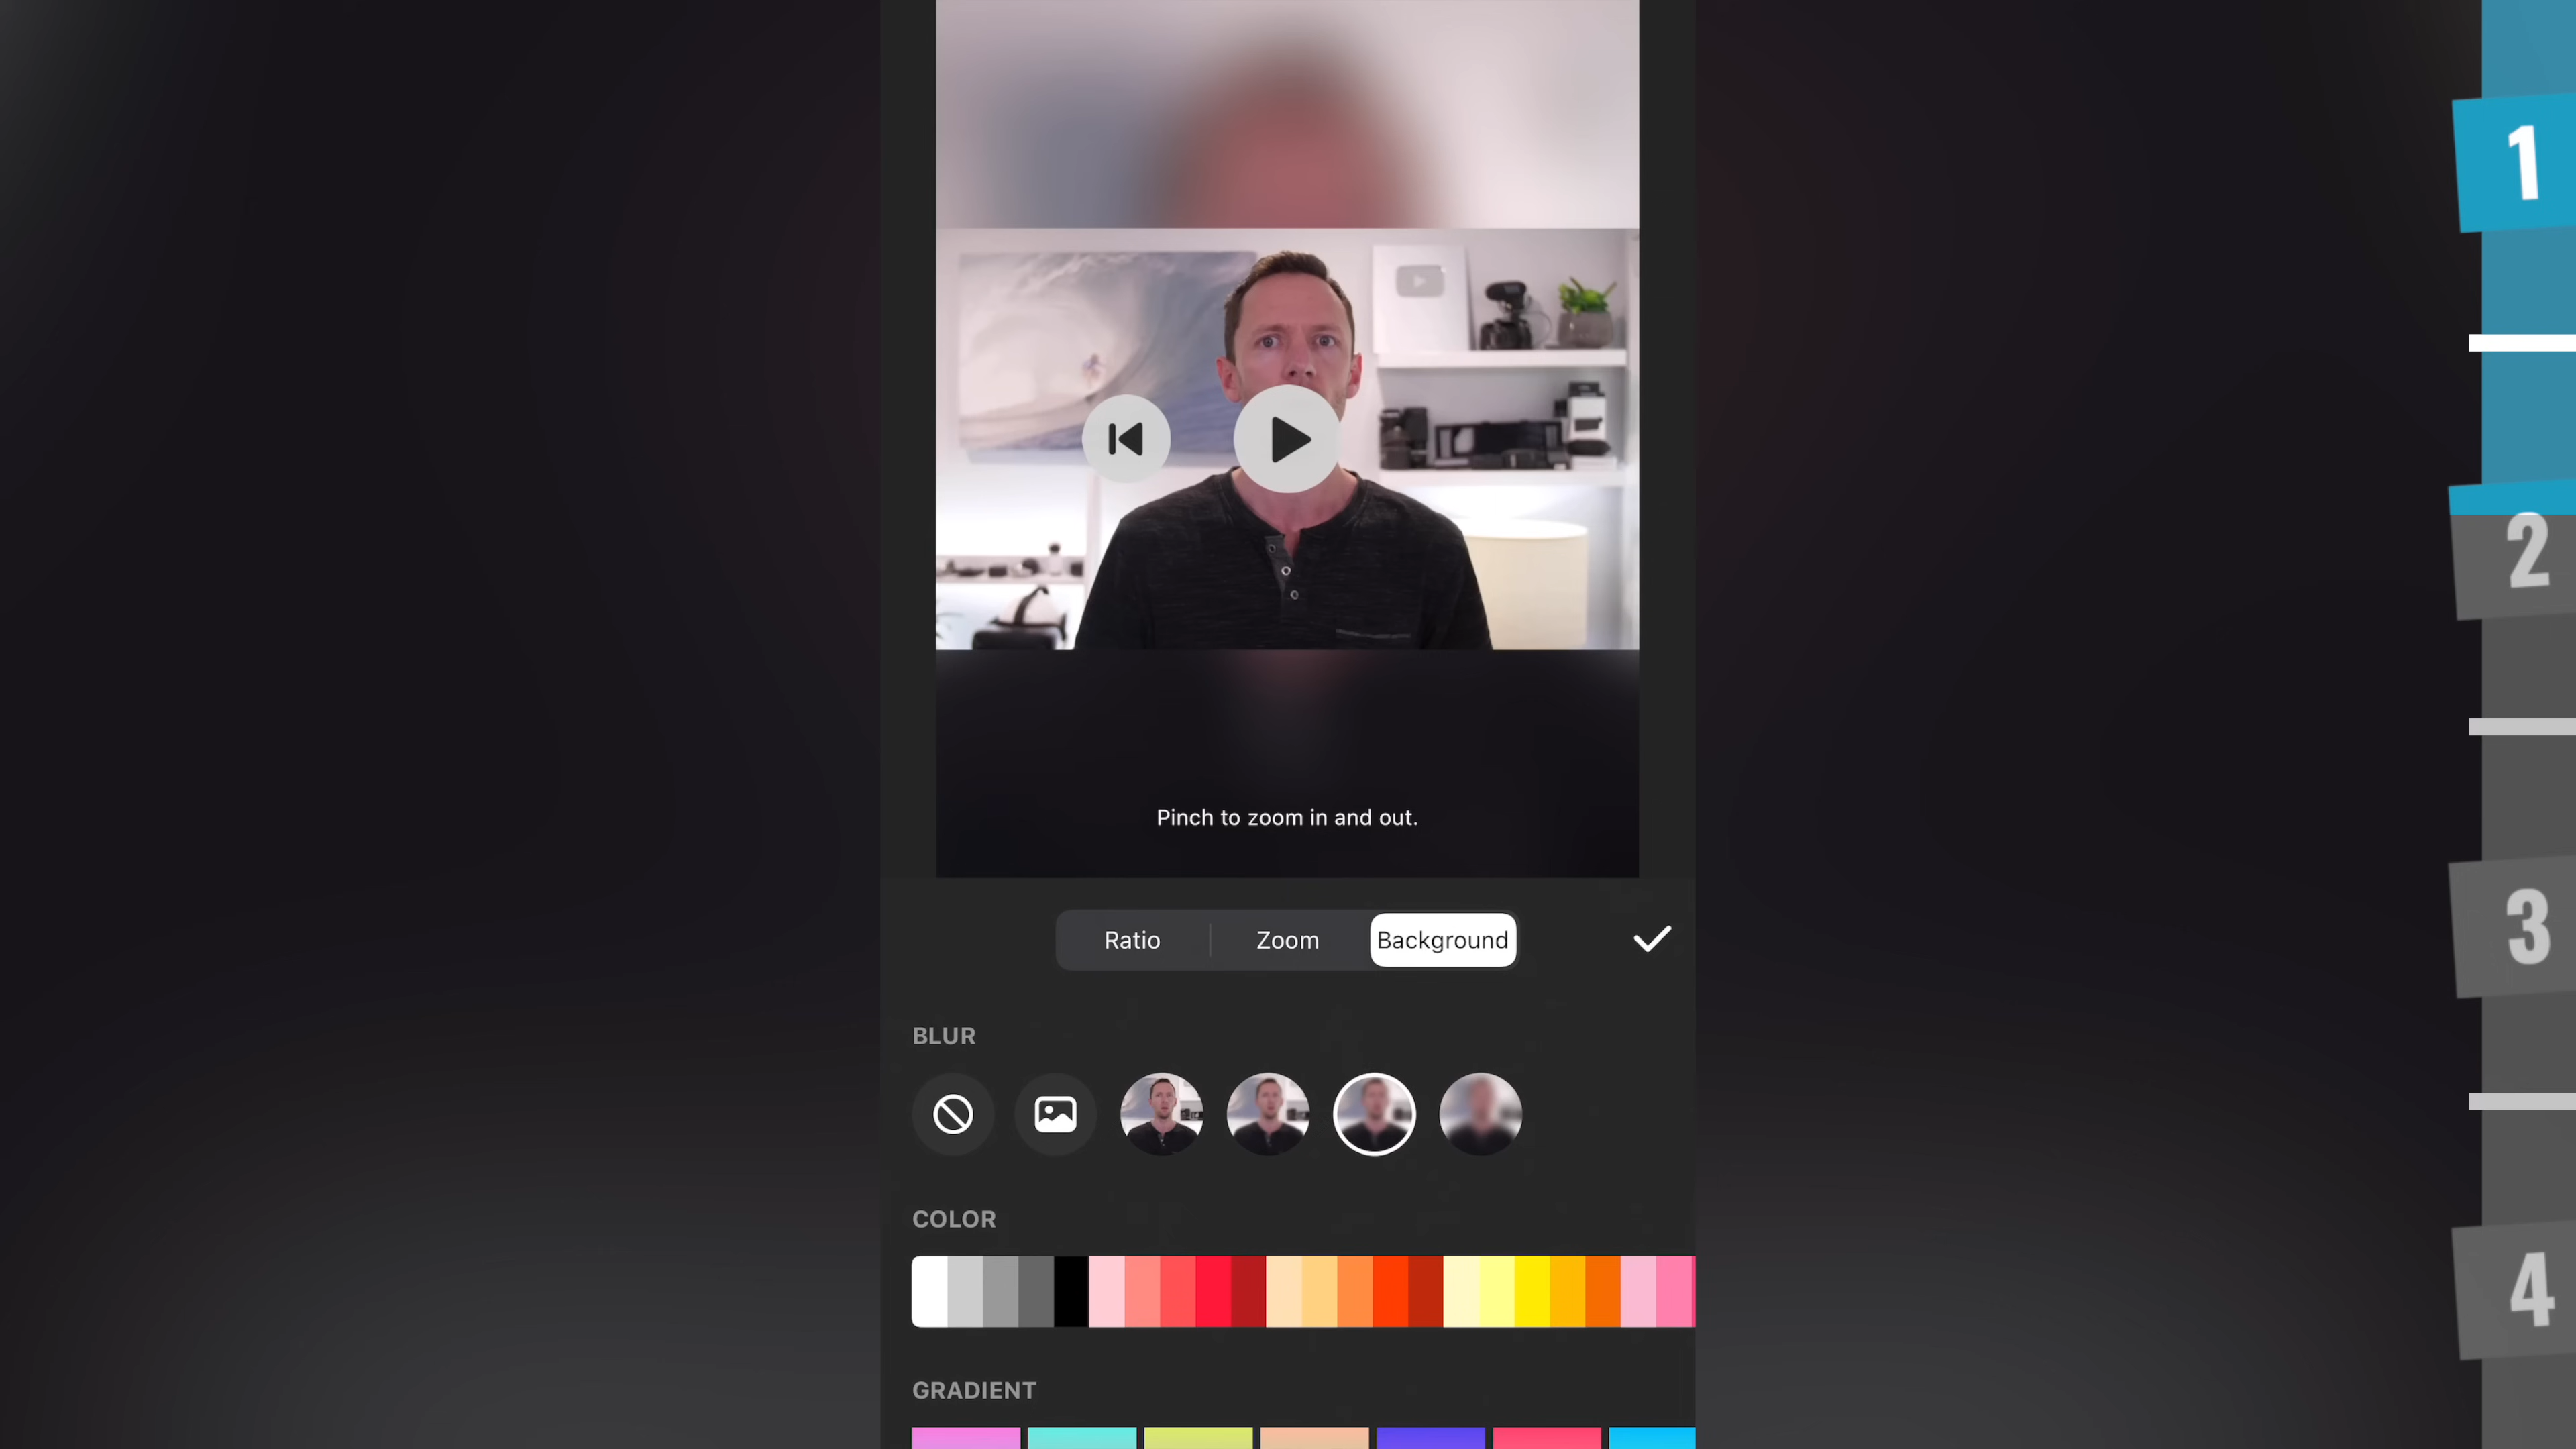 1
2
Pinch to zoom in and out.
Ratio
Zoom
Background
3
BLUR
COLOR
4
GRADIENT